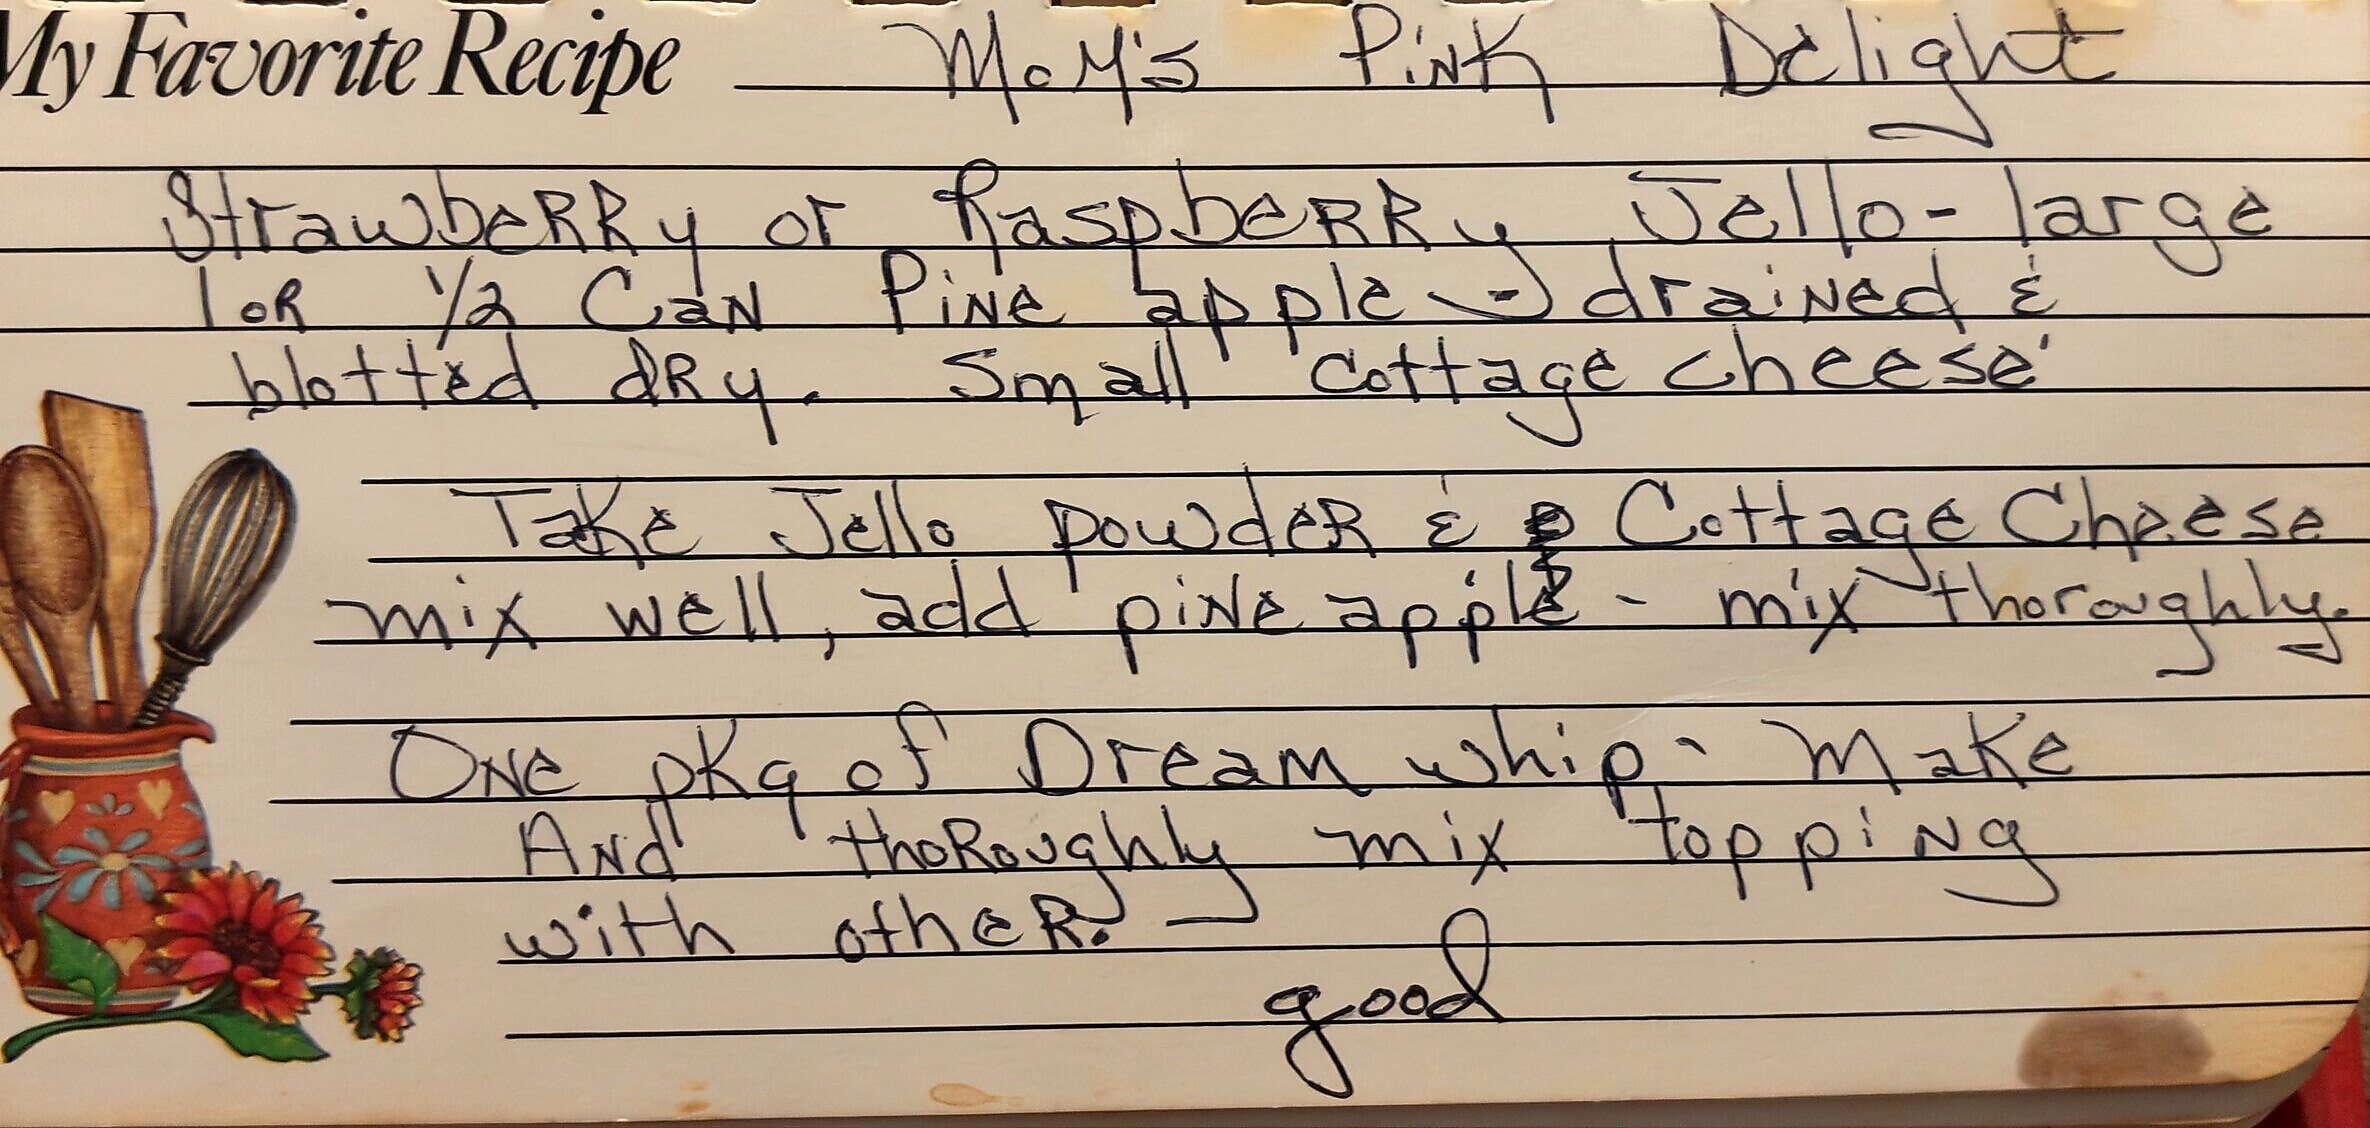 My Favorite Recipe MoM's Pink Delight
Strawberry or Raspberry Jello - large
1 or 1/2 Can Pine apple - drained &
blotted dry. Small cottage cheese
Take Jello powder & Cottage Cheese
mix well, add pine apple - mix thoroughly.
One pkg of Dream whip - Make
And thoroughly mix topping
with other. -
good